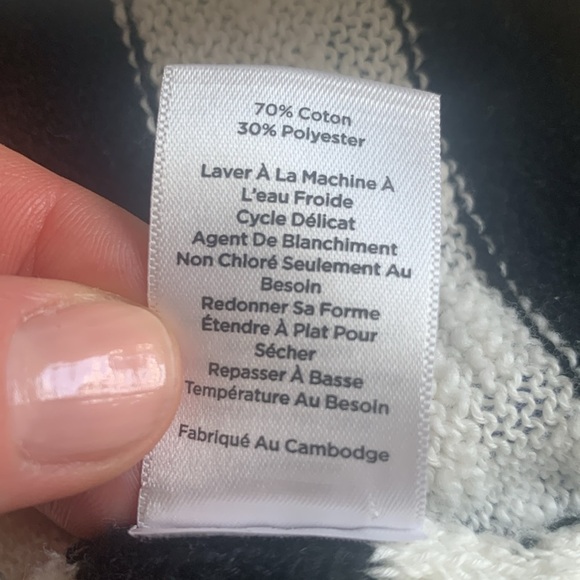 70% Coton
30% Polyester
Laver À La Machine À
L'eau Froide
Cycle Délicat
Agent De Blanchiment
Non Chloré Seulement Au
Besoin
Redonner Sa Forme
Étendre À Plat Pour
Sécher
Repasser À Basse
Température Au Besoin
Fabriqué Au Cambodge